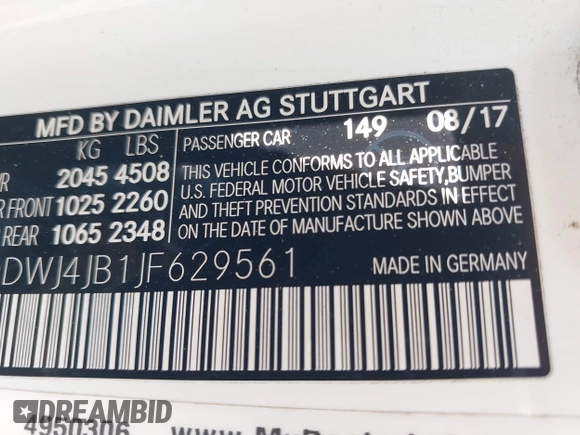 MFD BY DAIMLER AG STUTTGART
KG LBS
2045 4508
FRONT 1025 2260
REAR 1065 2348
PASSENGER CAR 149 08/17
THIS VEHICLE CONFORMS TO ALL APPLICABLE
U.S. FEDERAL MOTOR VEHICLE SAFETY, BUMPER
AND THEFT PREVENTION STANDARDS IN EFFECT
ON THE DATE OF MANUFACTURE SHOWN ABOVE.
DWJ4JB1JF629561
MADE IN GERMANY
DREAMBID
4950306